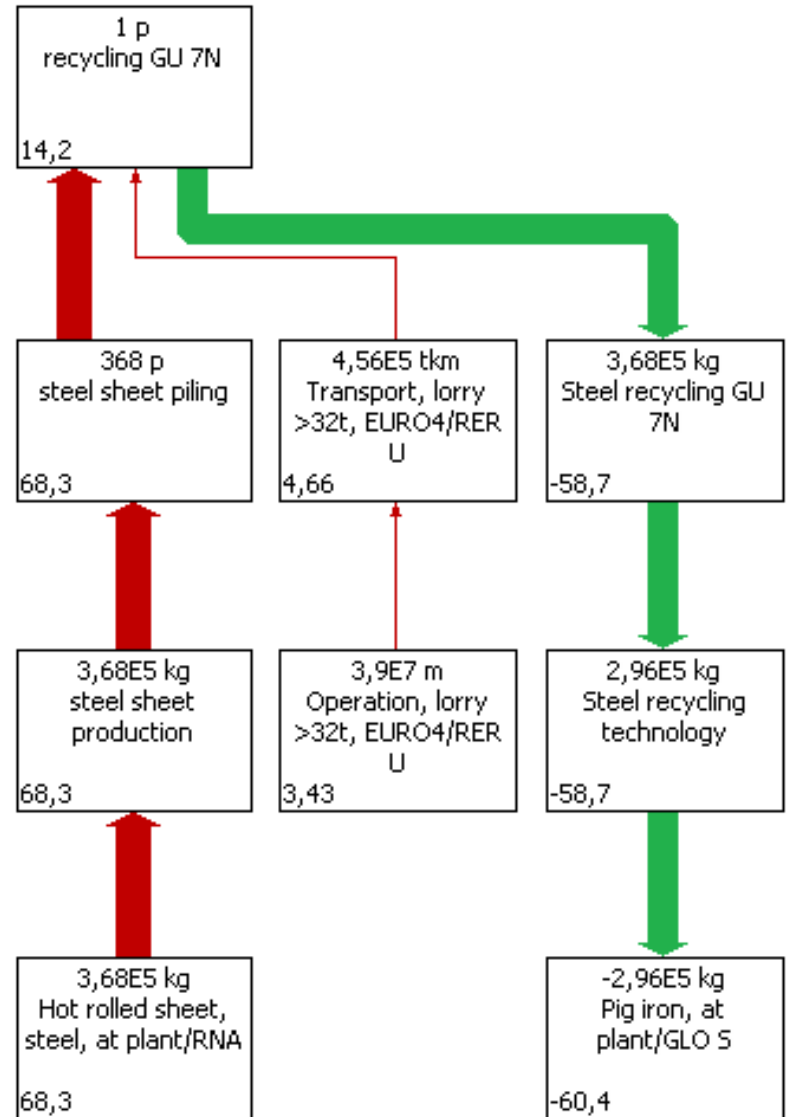 1 p
recycling GU 7N
14,2
368 p
steel sheet piling
68,3
4,56E5 tkm
Transport, lorry
>32t, EURO4/RER
U
4,66
3,68E5 kg
Steel recycling GU
7N
-58,7
3,68E5 kg
steel sheet
production
68,3
3,9E7 m
Operation, lorry
>32t, EURO4/RER
U
3,43
2,96E5 kg
Steel recycling
technology
-58,7
3,68E5 kg
Hot rolled sheet,
steel, at plant/RNA
68,3
-2,96E5 kg
Pig iron, at
plant/GLO S
-60,4